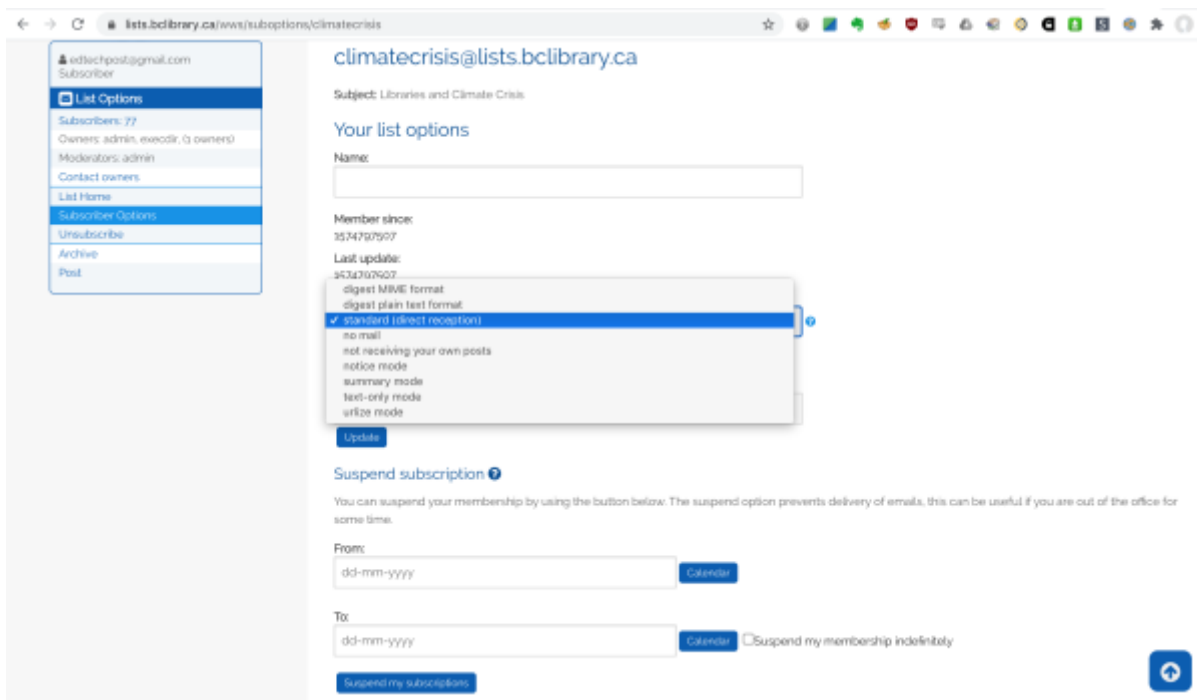 lists.bclibrary.ca/wws/suboptions/climatecrisis
edtechpost@gmail.com
Subscriber
List Options
Subscribers: 77
Owners: admin, execdir, (3 owners)
Moderators: admin
Contact owners
List Home
Subscriber Options
Unsubscribe
Archive
Post
climatecrisis@lists.bclibrary.ca
Subject: Libraries and Climate Crisis
Your list options
Name:
Member since:
1574797507
Last update:
1574797507
digest MIME format
digest plain text format
✓ standard (direct reception)
no mail
not receiving your own posts
notice mode
summary mode
text-only mode
urlize mode
Update
Suspend subscription
You can suspend your membership by using the button below. The suspend option prevents delivery of emails, this can be useful if you are out of the office for
some time.
From:
dd-mm-yyyy
Calendar
To:
dd-mm-yyyy
Calendar
Suspend my membership indefinitely
Suspend my subscriptions